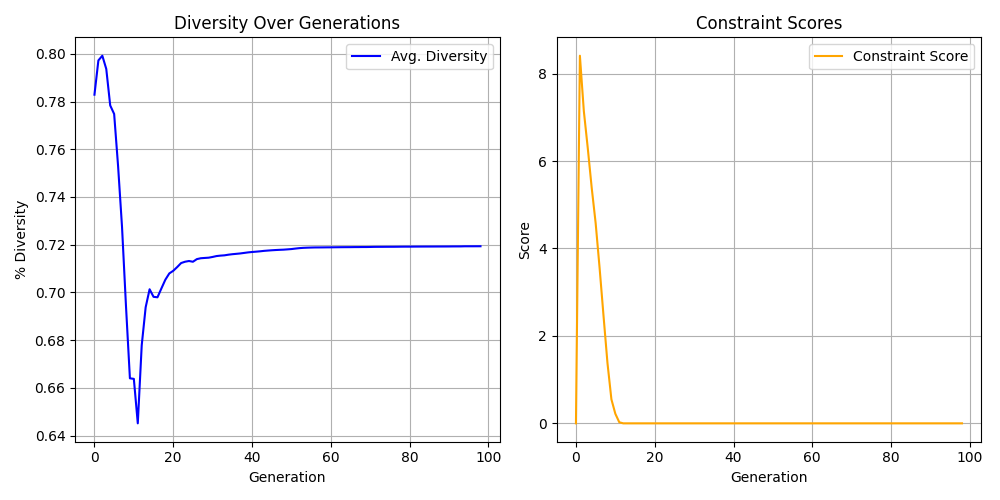 Diversity Over Generations
Avg. Diversity
0.80
0.78
0.76
0.74
0.72
0.70
0.68
0.66
0.64
% Diversity
0 20 40 60 80 100
Generation
Constraint Scores
Constraint Score
8
6
4
2
0
Score
0 20 40 60 80 100
Generation